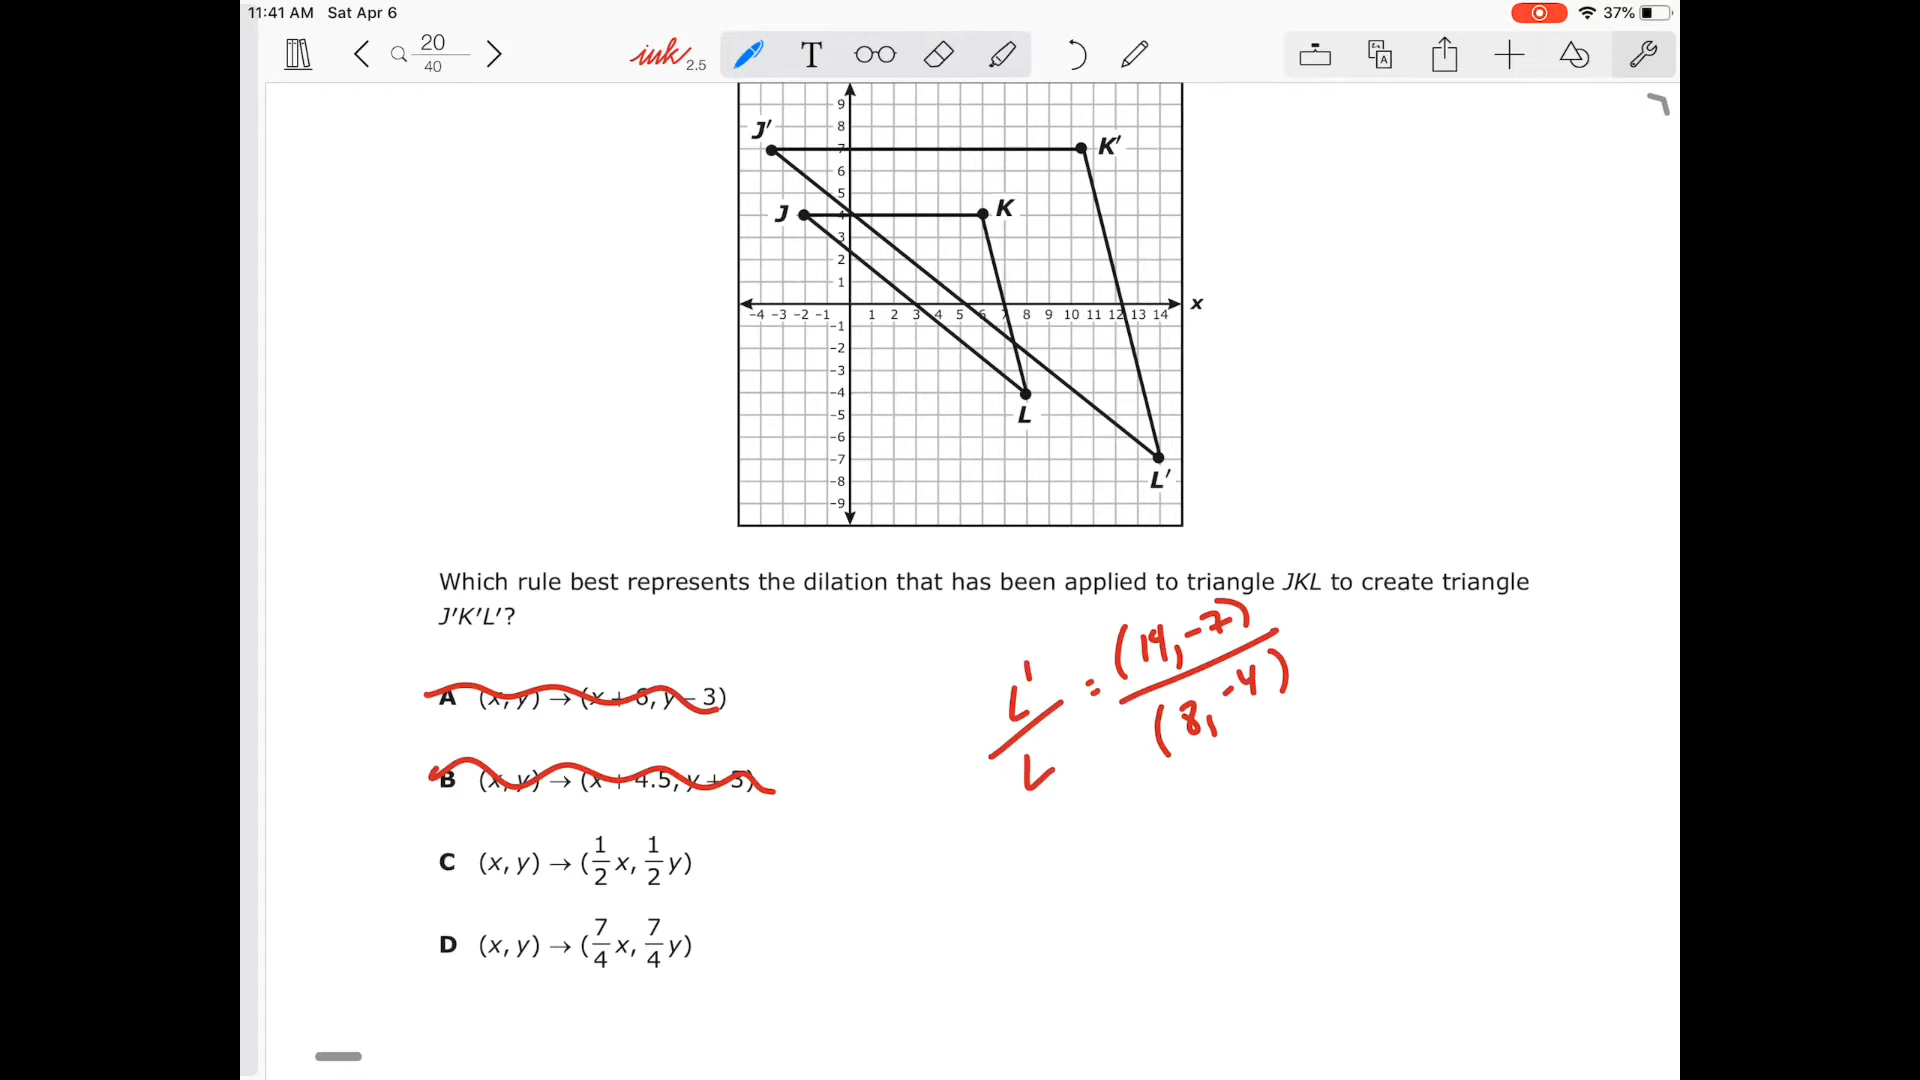 11:41 AM Sat Apr 6
37%
20
40
ink 2.5
T
9
8
7
6
5
4
3
2
1
-4 -3 -2 -1 1 2 3 4 5 6 7 8 9 10 11 12 13 14 x
-1
-2
-3
-4
-5
-6
-7
-8
-9
J′
K′
J
K
L
L′
Which rule best represents the dilation that has been applied to triangle JKL to create triangle
J′K′L′?
A (x, y) → (x + 6, y − 3)
B (x, y) → (x + 4.5, y + 3)
C (x, y) → (1/2 x, 1/2 y)
D (x, y) → (7/4 x, 7/4 y)
L'/L = (14, -7)/(8, -4)